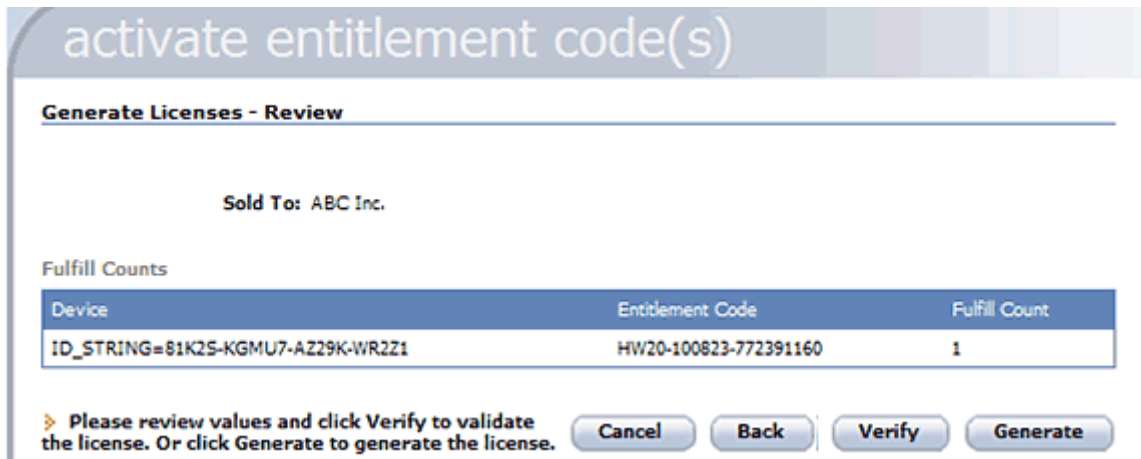 activate entitlement code(s)
Generate Licenses - Review
Sold To: ABC Inc.
Fulfill Counts
Device Entitlement Code Fulfill Count
ID_STRING=81K2S-KGMU7-AZ29K-WR2Z1 HW20-100823-772391160 1
Please review values and click Verify to validate
the license. Or click Generate to generate the license.
Cancel Back Verify Generate